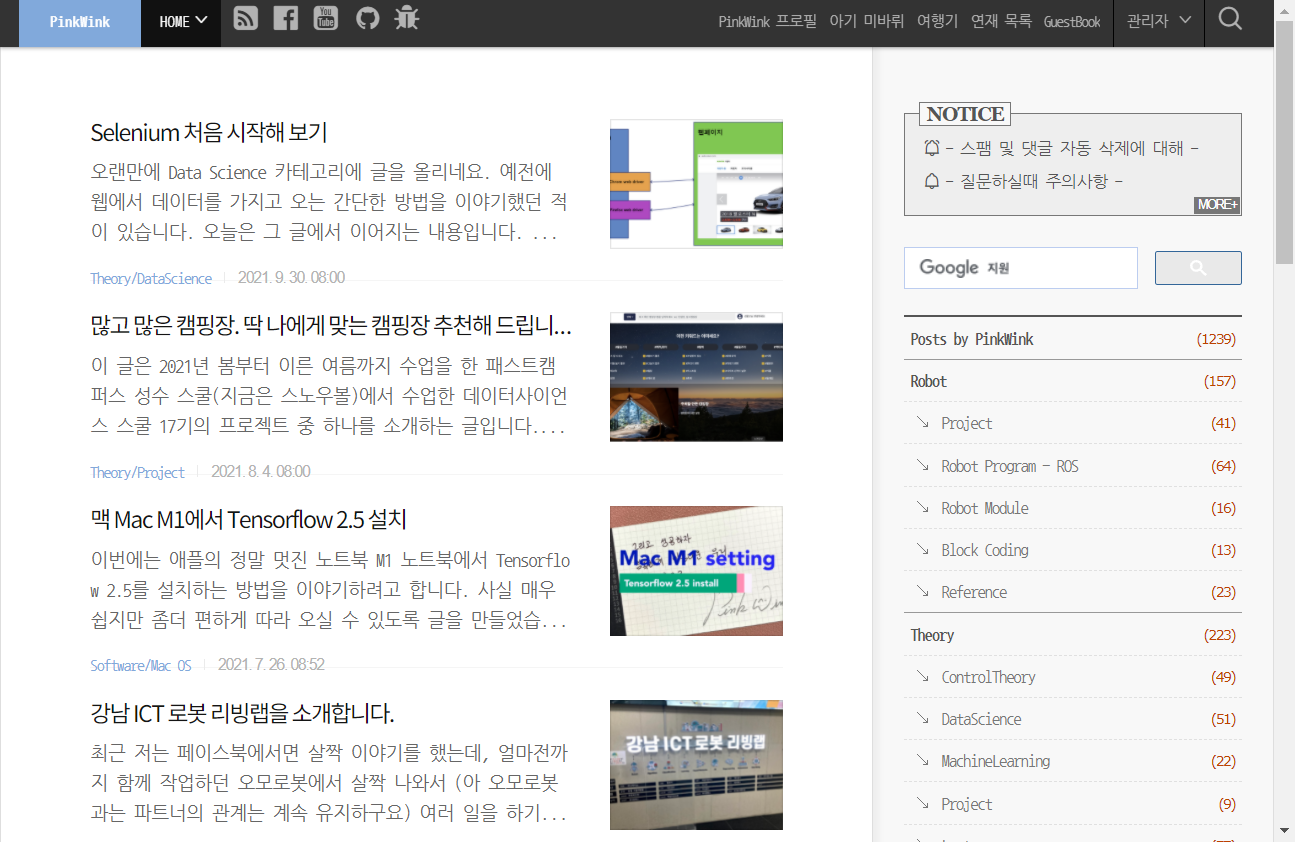 PinkWink
HOME
You Tube
PinkWink 프로필 아기 미바뤼 여행기 연재 목록 GuestBook 관리자
Selenium 처음 시작해 보기
오랜만에 Data Science 카테고리에 글을 올리네요. 예전에
웹에서 데이터를 가지고 오는 간단한 방법을 이야기했던 적
이 있습니다. 오늘은 그 글에서 이어지는 내용입니다. ...
웹페이지
Theory/DataScience 2021. 9. 30. 08:00
많고 많은 캠핑장. 딱 나에게 맞는 캠핑장 추천해 드립니...
이 글은 2021년 봄부터 이른 여름까지 수업을 한 패스트캠
퍼스 성수 스쿨(지금은 스노우볼)에서 수업한 데이터사이언
스 스쿨 17기의 프로젝트 중 하나를 소개하는 글입니다....
Theory/Project 2021. 8. 4. 08:00
맥 Mac M1에서 Tensorflow 2.5 설치
이번에는 애플의 정말 멋진 노트북 M1 노트북에서 Tensorflo
w 2.5를 설치하는 방법을 이야기하려고 합니다. 사실 매우
쉽지만 좀더 편하게 따라 오실 수 있도록 글을 만들었습...
Mac M1 setting
Tensorflow 2.5 install
Pink Win
Software/Mac OS 2021. 7. 26. 08:52
강남 ICT 로봇 리빙랩을 소개합니다.
최근 저는 페이스북에서면 살짝 이야기를 했는데, 얼마전까
지 함께 작업하던 오모로봇에서 살짝 나와서 (아 오모로봇
과는 파트너의 관계는 계속 유지하구요) 여러 일을 하기...
강남 ICT로봇 리빙랩
NOTICE
- 스팸 및 댓글 자동 삭제에 대해 -
- 질문하실때 주의사항 -
MORE+
Google 지원
Posts by PinkWink (1239)
Robot (157)
Project (41)
Robot Program - ROS (64)
Robot Module (16)
Block Coding (13)
Reference (23)
Theory (223)
ControlTheory (49)
DataScience (51)
MachineLearning (22)
Project (9)